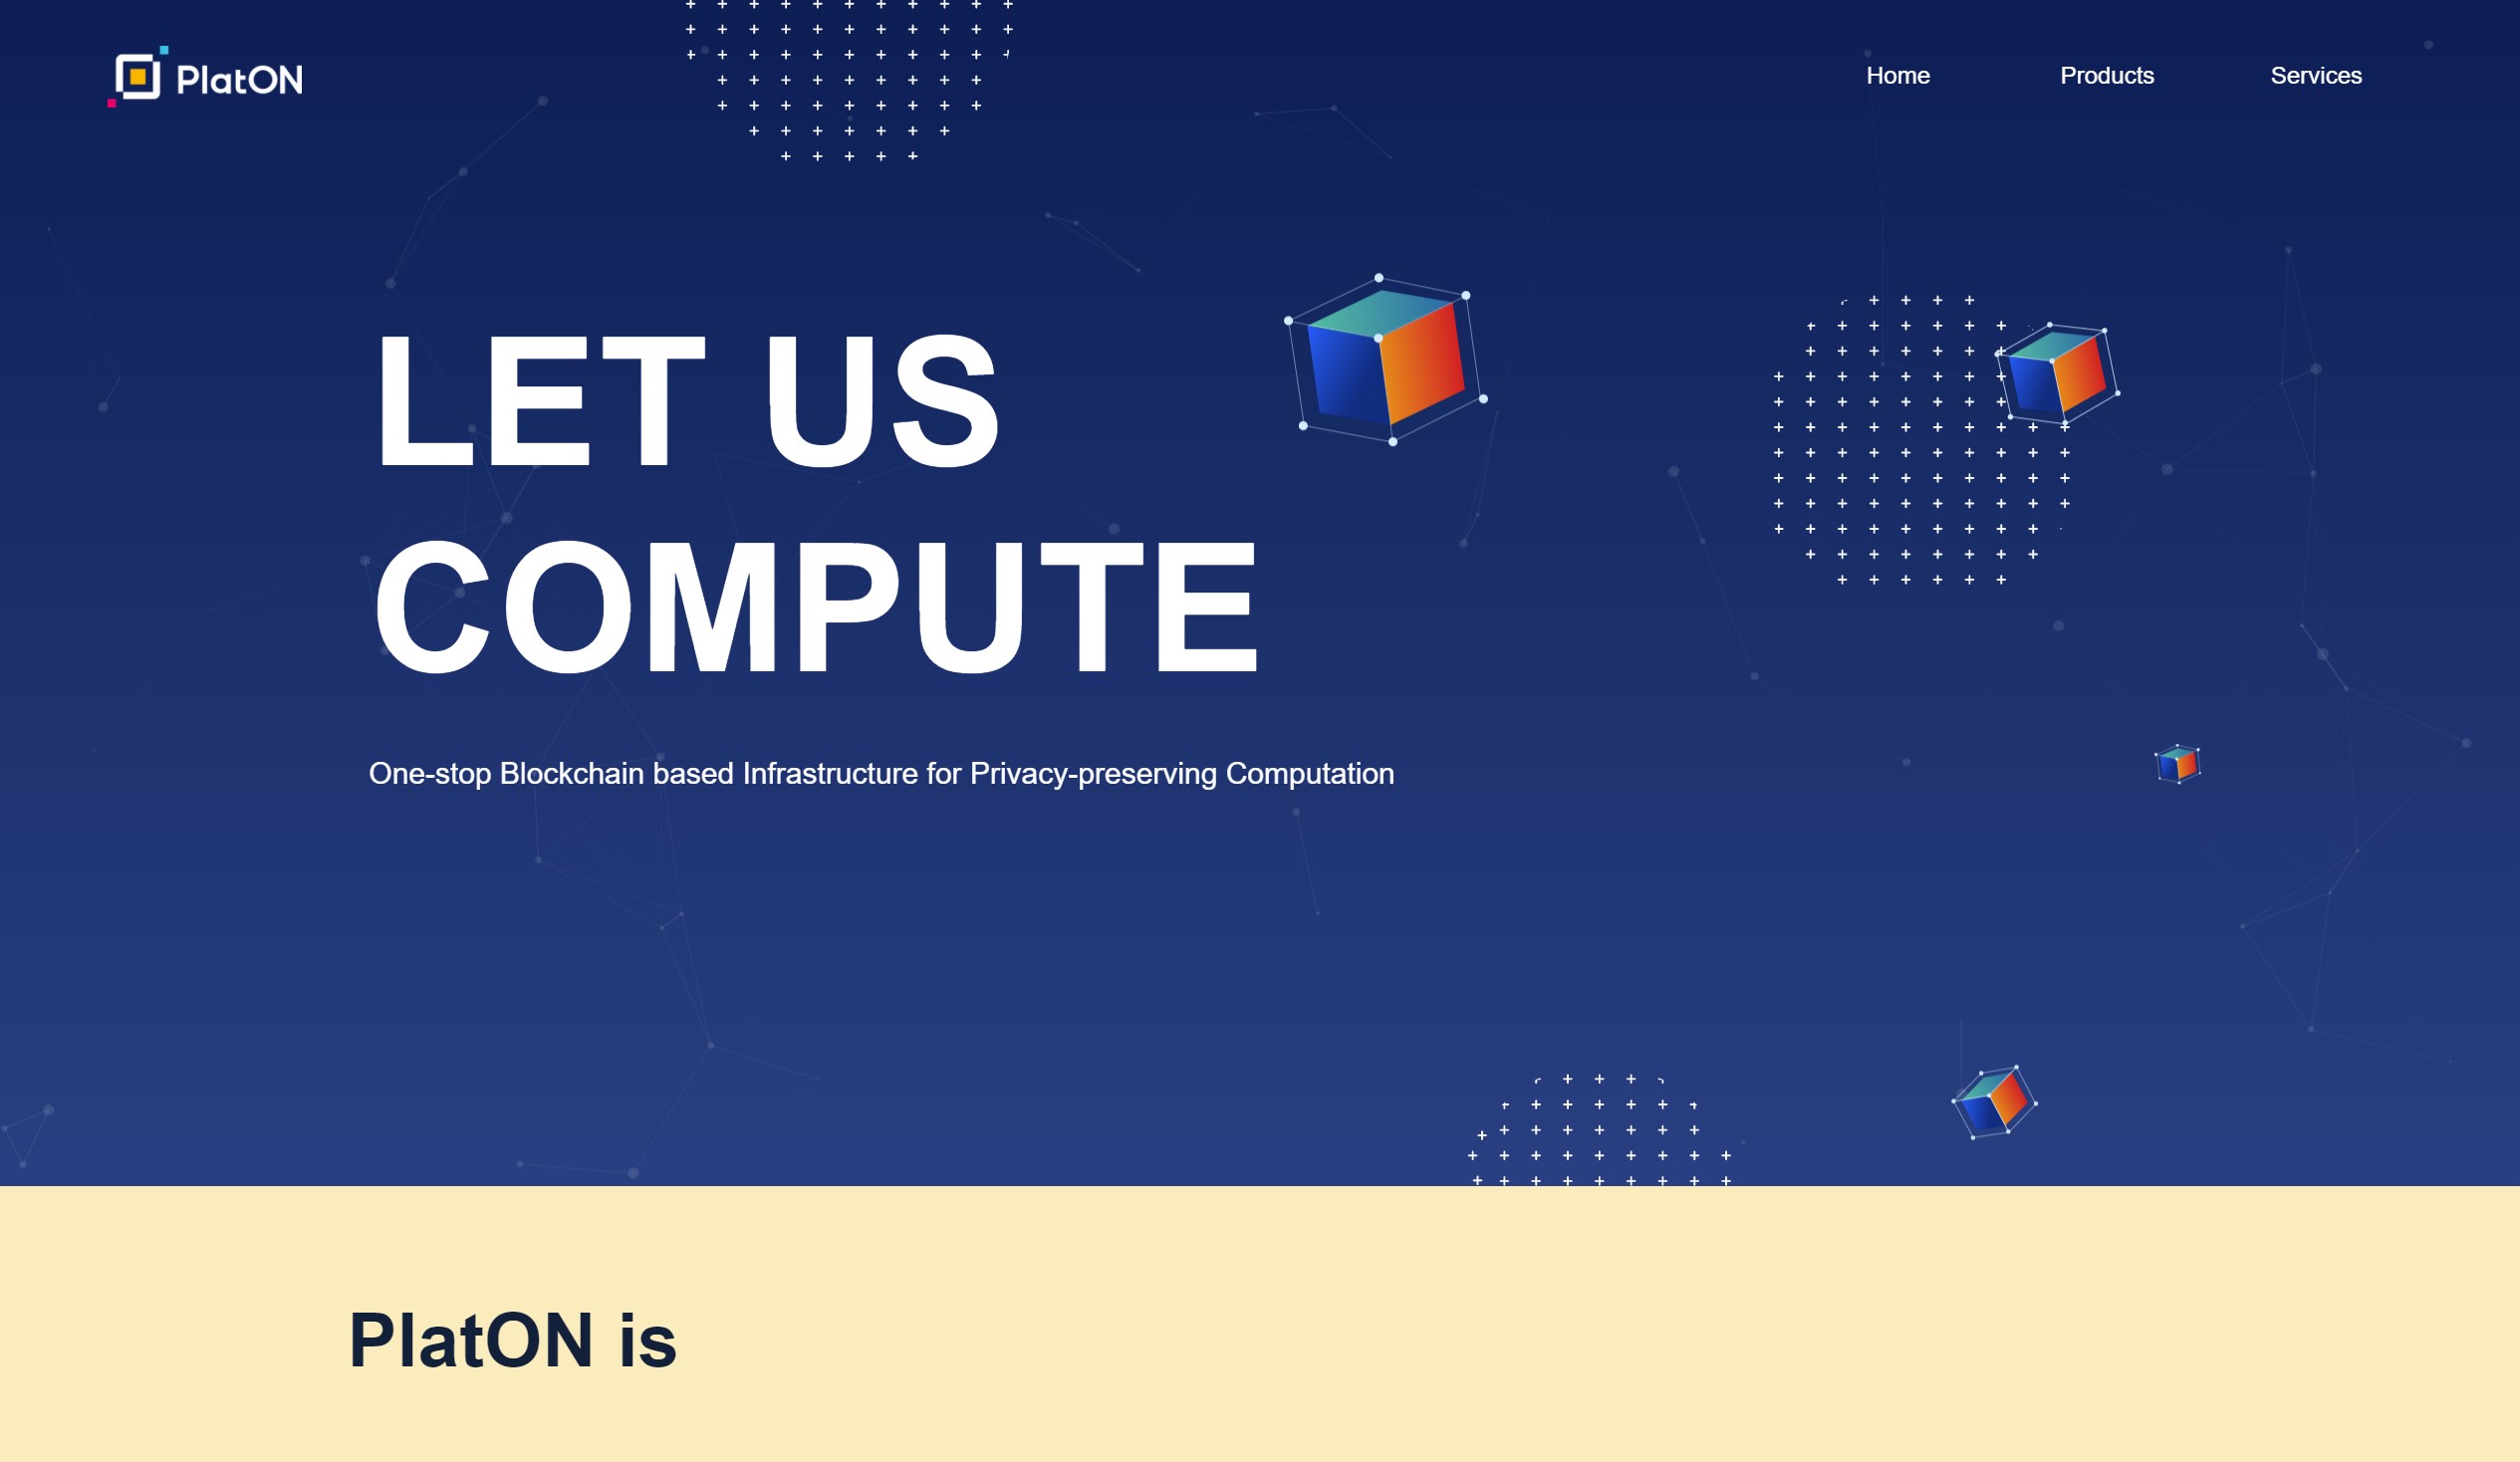 PlatON
Home Products Services
LET US
COMPUTE
One-stop Blockchain based Infrastructure for Privacy-preserving Computation
PlatON is